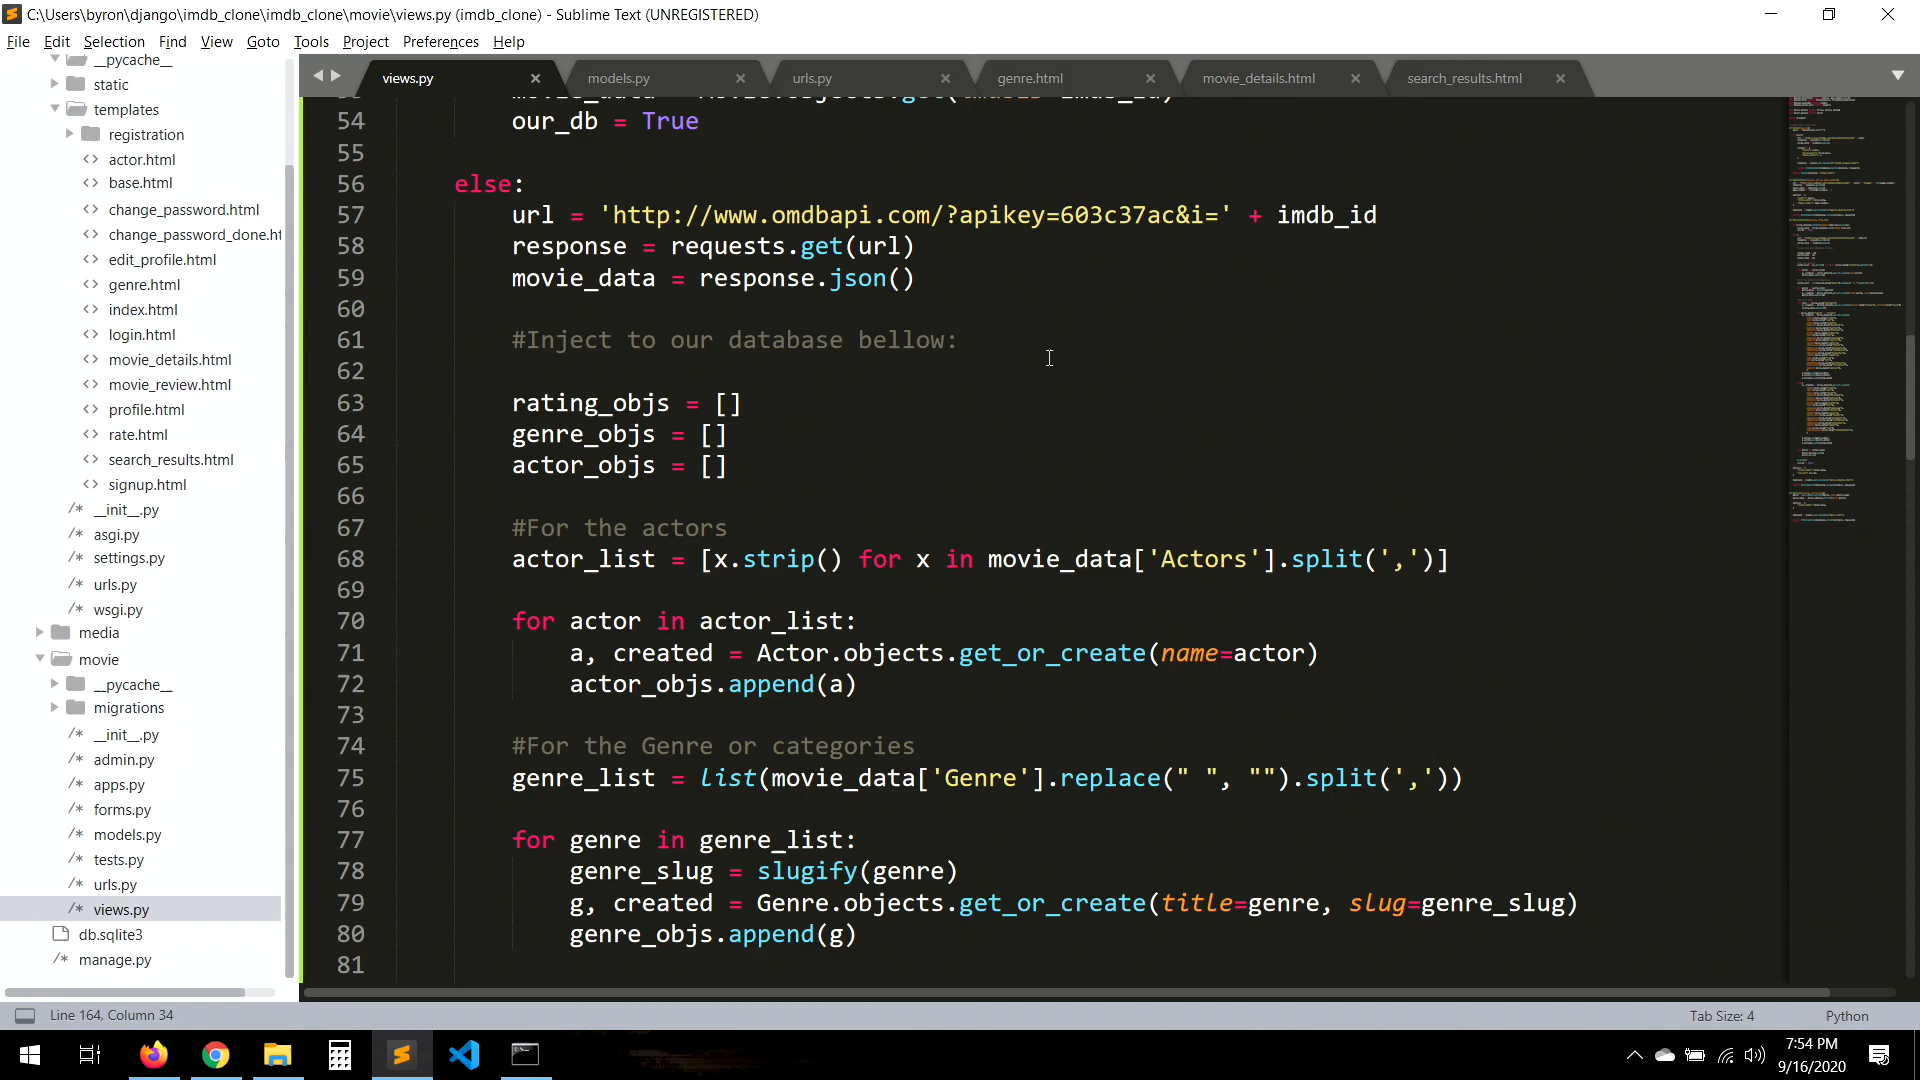 C:\Users\byron\django\imdb_clone\imdb_clone\movie\views.py (imdb_clone) - Sublime Text (UNREGISTERED)
File Edit Selection Find View Goto Tools Project Preferences Help
__pycache__
static
templates
registration
actor.html
base.html
change_password.html
change_password_done.ht
edit_profile.html
genre.html
index.html
login.html
movie_details.html
movie_review.html
profile.html
rate.html
search_results.html
signup.html
__init__.py
asgi.py
settings.py
urls.py
wsgi.py
media
movie
__pycache__
migrations
__init__.py
admin.py
apps.py
forms.py
models.py
tests.py
urls.py
views.py
db.sqlite3
manage.py
views.py models.py urls.py genre.html movie_details.html search_results.html
54 our_db = True
55
56 else:
57 url = 'http://www.omdbapi.com/?apikey=603c37ac&i=' + imdb_id
58 response = requests.get(url)
59 movie_data = response.json()
60
61 #Inject to our database bellow:
62
63 rating_objs = []
64 genre_objs = []
65 actor_objs = []
66
67 #For the actors
68 actor_list = [x.strip() for x in movie_data['Actors'].split(',')]
69
70 for actor in actor_list:
71 a, created = Actor.objects.get_or_create(name=actor)
72 actor_objs.append(a)
73
74 #For the Genre or categories
75 genre_list = list(movie_data['Genre'].replace(" ", "").split(','))
76
77 for genre in genre_list:
78 genre_slug = slugify(genre)
79 g, created = Genre.objects.get_or_create(title=genre, slug=genre_slug)
80 genre_objs.append(g)
81
Line 164, Column 34 Tab Size: 4 Python
7:54 PM
9/16/2020